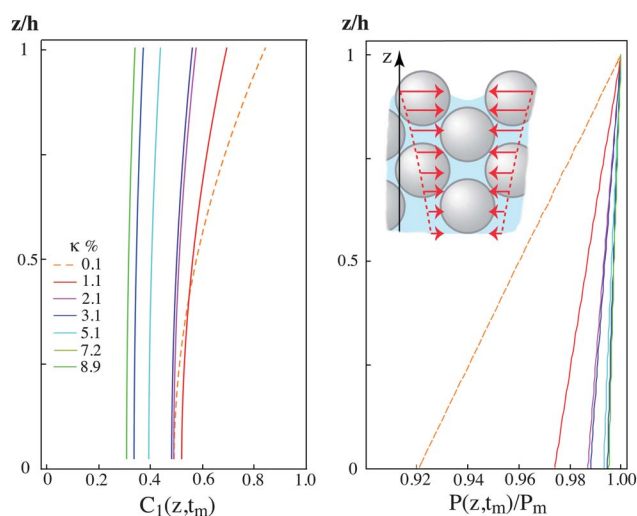 z/h
1
0.5
0
κ %
0.1
1.1
2.1
3.1
5.1
7.2
8.9
0 0.2 0.4 0.6 0.8 1.0
C₁(z,tₘ)
z/h
1
0.5
0
z
0.92 0.94 0.96 0.98 1.00
P(z,tₘ)/Pₘ